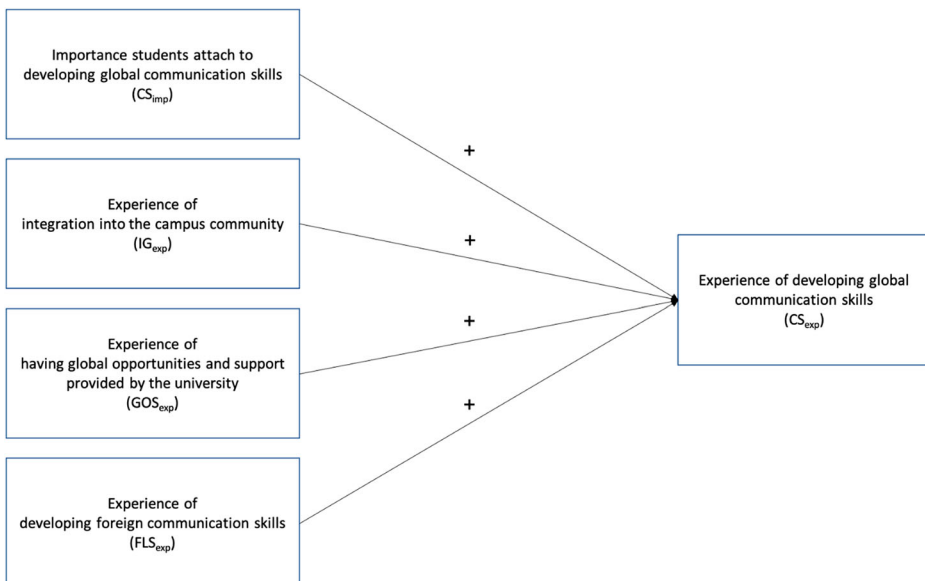 Importance students attach to
developing global communication skills
(CSimp)
+
Experience of
integration into the campus community
(IGexp)
+
Experience of
having global opportunities and support
provided by the university
(GOSexp)
+
Experience of
developing foreign communication skills
(FLSexp)
+
Experience of developing global
communication skills
(CSexp)